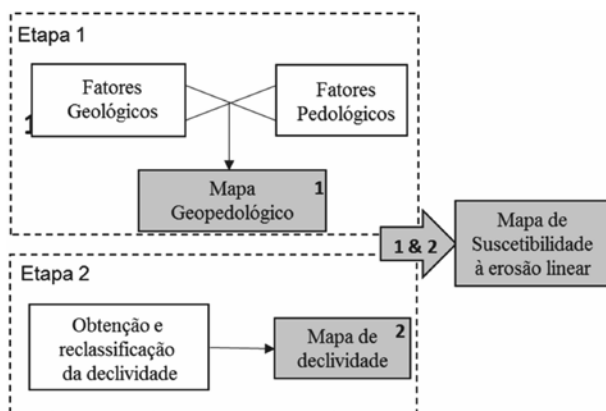 Etapa 1
Fatores
Geológicos
Fatores
Pedológicos
1
Mapa
Geopedológico
1
1 & 2
Mapa de
Suscetibilidade
à erosão linear
Etapa 2
Obtenção e
reclassificação
da declividade
Mapa de
declividade
2